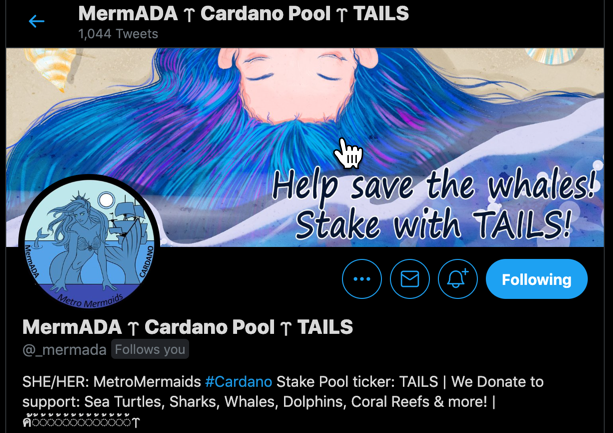 MermADA ↑ Cardano Pool ↑ TAILS
1,044 Tweets
Help save the whales!
Stake with TAILS!
MermADA
CARDANO
Metro Mermaids
Following
MermADA ↑ Cardano Pool ↑ TAILS
@_mermada Follows you
SHE/HER: MetroMermaids #Cardano Stake Pool ticker: TAILS | We Donate to
support: Sea Turtles, Sharks, Whales, Dolphins, Coral Reefs & more! |